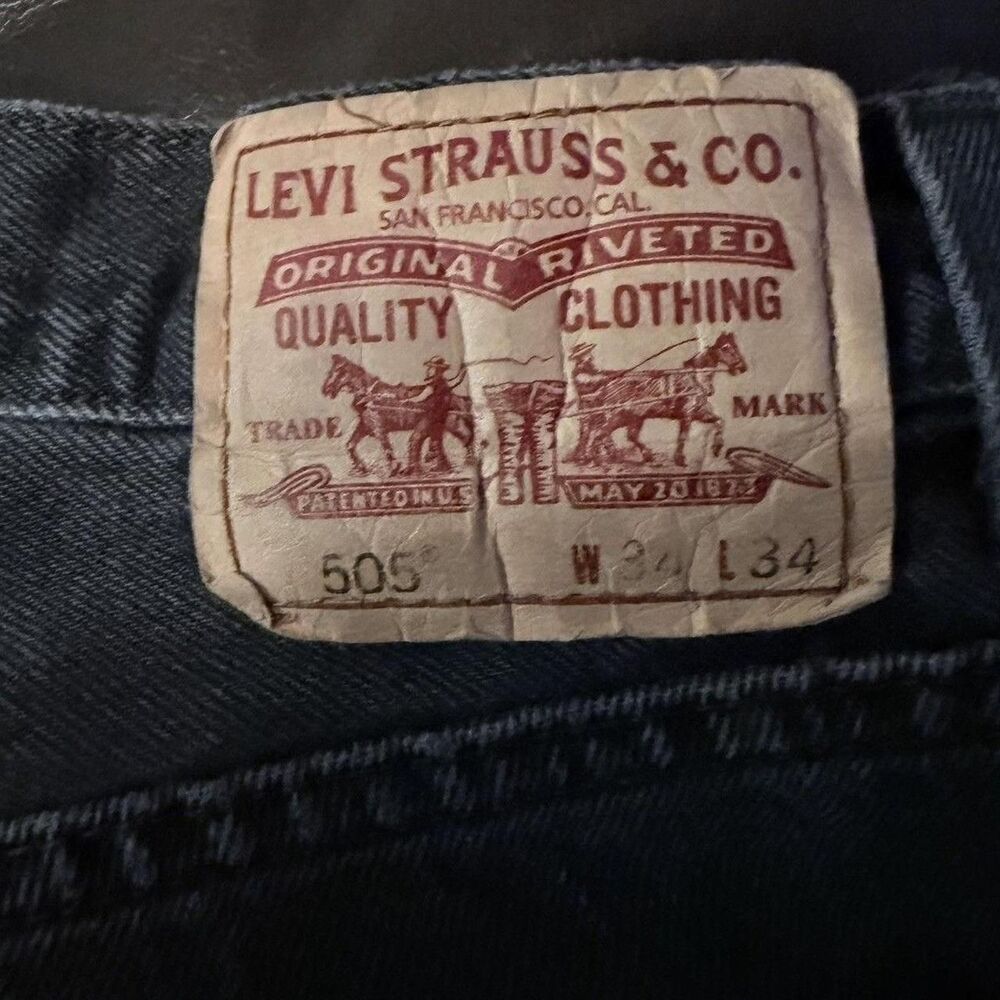 LEVI STRAUSS & CO.
SAN FRANCISCO, CAL.
ORIGINAL RIVETED
QUALITY CLOTHING
TRADE MARK
PATENTED IN U.S MAY 20 1873
505® W 34 L 34